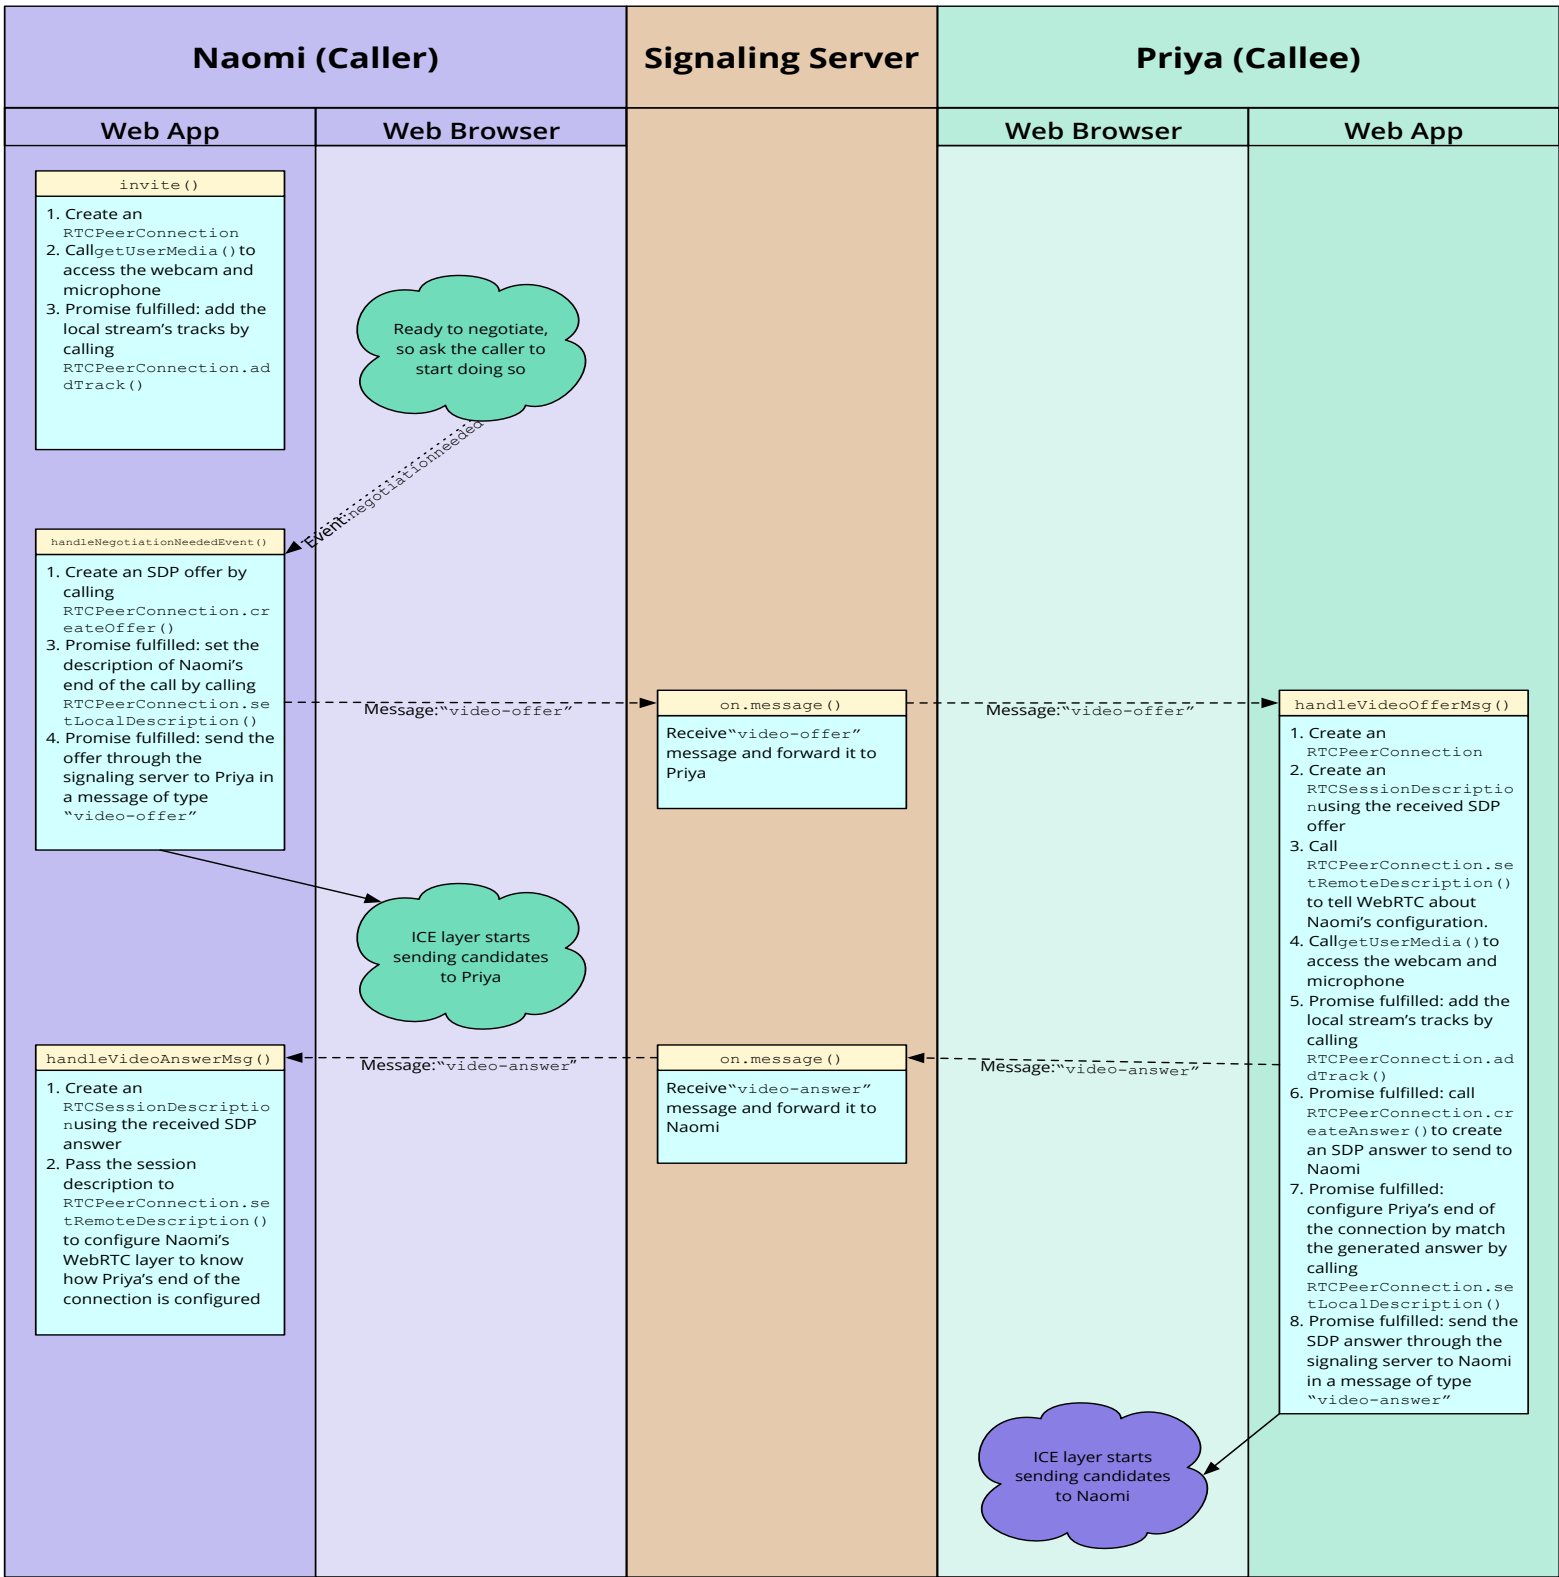 Naomi (Caller)
Signaling Server
Priya (Callee)
Web App
Web Browser
Web Browser
Web App
invite()
1. Create an
RTCPeerConnection
2. Call getUserMedia() to
access the webcam and
microphone
3. Promise fulfilled: add the
local stream’s tracks by
calling
RTCPeerConnection.ad
dTrack()
Ready to negotiate,
so ask the caller to
start doing so
Event: negotiationneeded
handleNegotiationNeededEvent()
1. Create an SDP offer by
calling
RTCPeerConnection.cr
eateOffer()
3. Promise fulfilled: set the
description of Naomi’s
end of the call by calling
RTCPeerConnection.se
tLocalDescription()
4. Promise fulfilled: send the
offer through the
signaling server to Priya in
a message of type
“video-offer”
Message: “video-offer”
on.message()
Receive “video-offer”
message and forward it to
Priya
Message: “video-offer”
handleVideoOfferMsg()
1. Create an
RTCPeerConnection
2. Create an
RTCSessionDescriptio
n using the received SDP
offer
3. Call
RTCPeerConnection.se
tRemoteDescription()
to tell WebRTC about
Naomi’s configuration.
4. Call getUserMedia() to
access the webcam and
microphone
5. Promise fulfilled: add the
local stream’s tracks by
calling
RTCPeerConnection.ad
dTrack()
6. Promise fulfilled: call
RTCPeerConnection.cr
eateAnswer() to create
an SDP answer to send to
Naomi
7. Promise fulfilled:
configure Priya’s end of
the connection by match
the generated answer by
calling
RTCPeerConnection.se
tLocalDescription()
8. Promise fulfilled: send the
SDP answer through the
signaling server to Naomi
in a message of type
“video-answer”
ICE layer starts
sending candidates
to Priya
Message: “video-answer”
on.message()
Receive “video-answer”
message and forward it to
Naomi
Message: “video-answer”
handleVideoAnswerMsg()
1. Create an
RTCSessionDescriptio
n using the received SDP
answer
2. Pass the session
description to
RTCPeerConnection.se
tRemoteDescription()
to configure Naomi’s
WebRTC layer to know
how Priya’s end of the
connection is configured
ICE layer starts
sending candidates
to Naomi